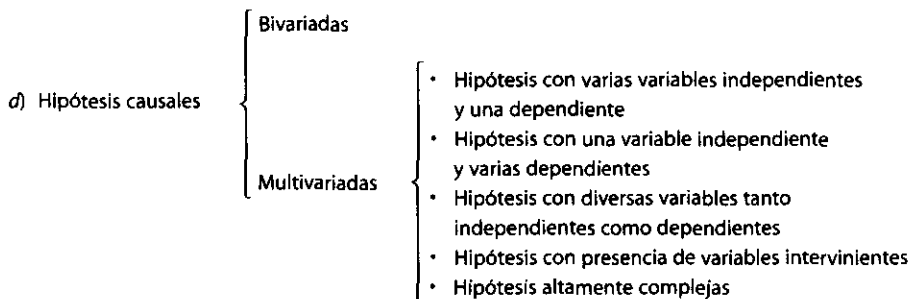 Bivariadas
d) Hipótesis causales
Multivariadas
• Hipótesis con varias variables independientes
y una dependiente
• Hipótesis con una variable independiente
y varias dependientes
• Hipótesis con diversas variables tanto
independientes como dependientes
• Hipótesis con presencia de variables intervinientes
• Hipótesis altamente complejas